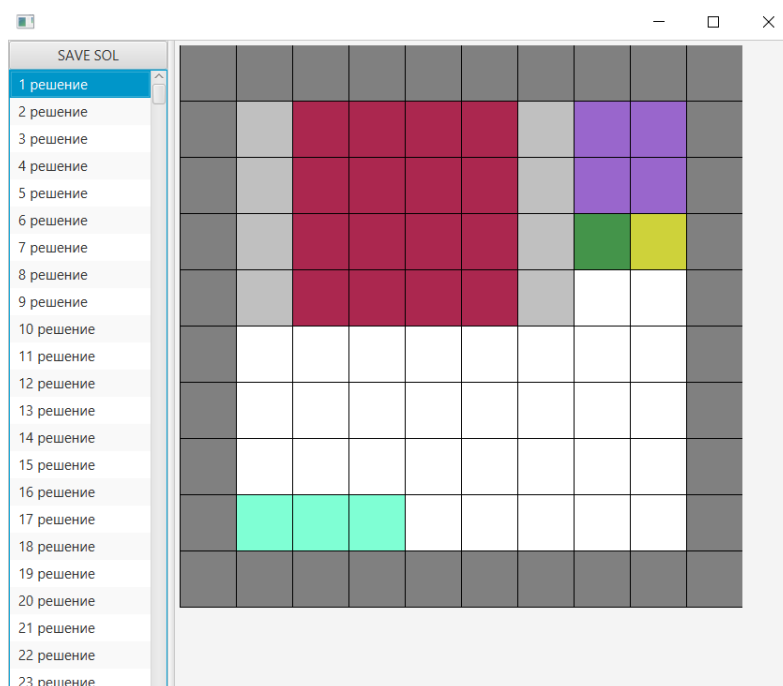 SAVE SOL
1 решение
2 решение
3 решение
4 решение
5 решение
6 решение
7 решение
8 решение
9 решение
10 решение
11 решение
12 решение
13 решение
14 решение
15 решение
16 решение
17 решение
18 решение
19 решение
20 решение
21 решение
22 решение
23 решение